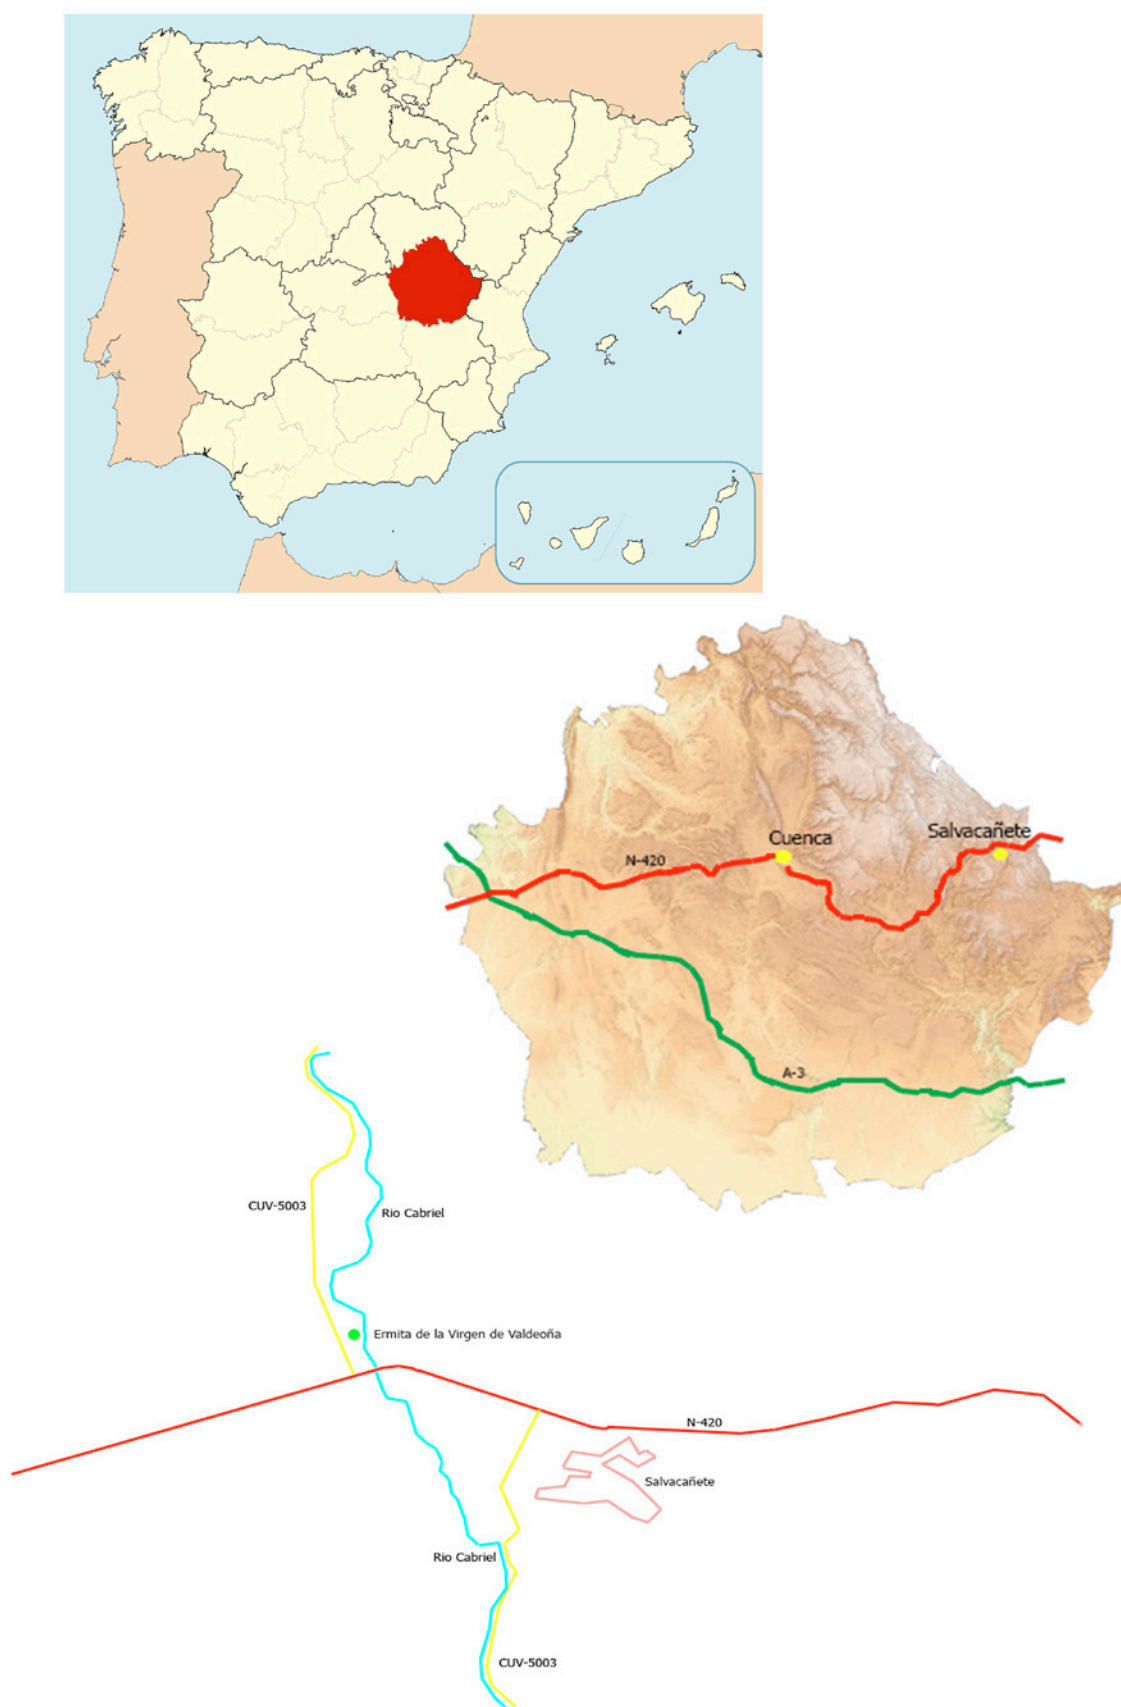 Salvacañete
Cuenca
N-420
A-3
CUV-5003
Rio Cabriel
Ermita de la Virgen de Valdeoña
N-420
Salvacañete
Rio Cabriel
CUV-5003